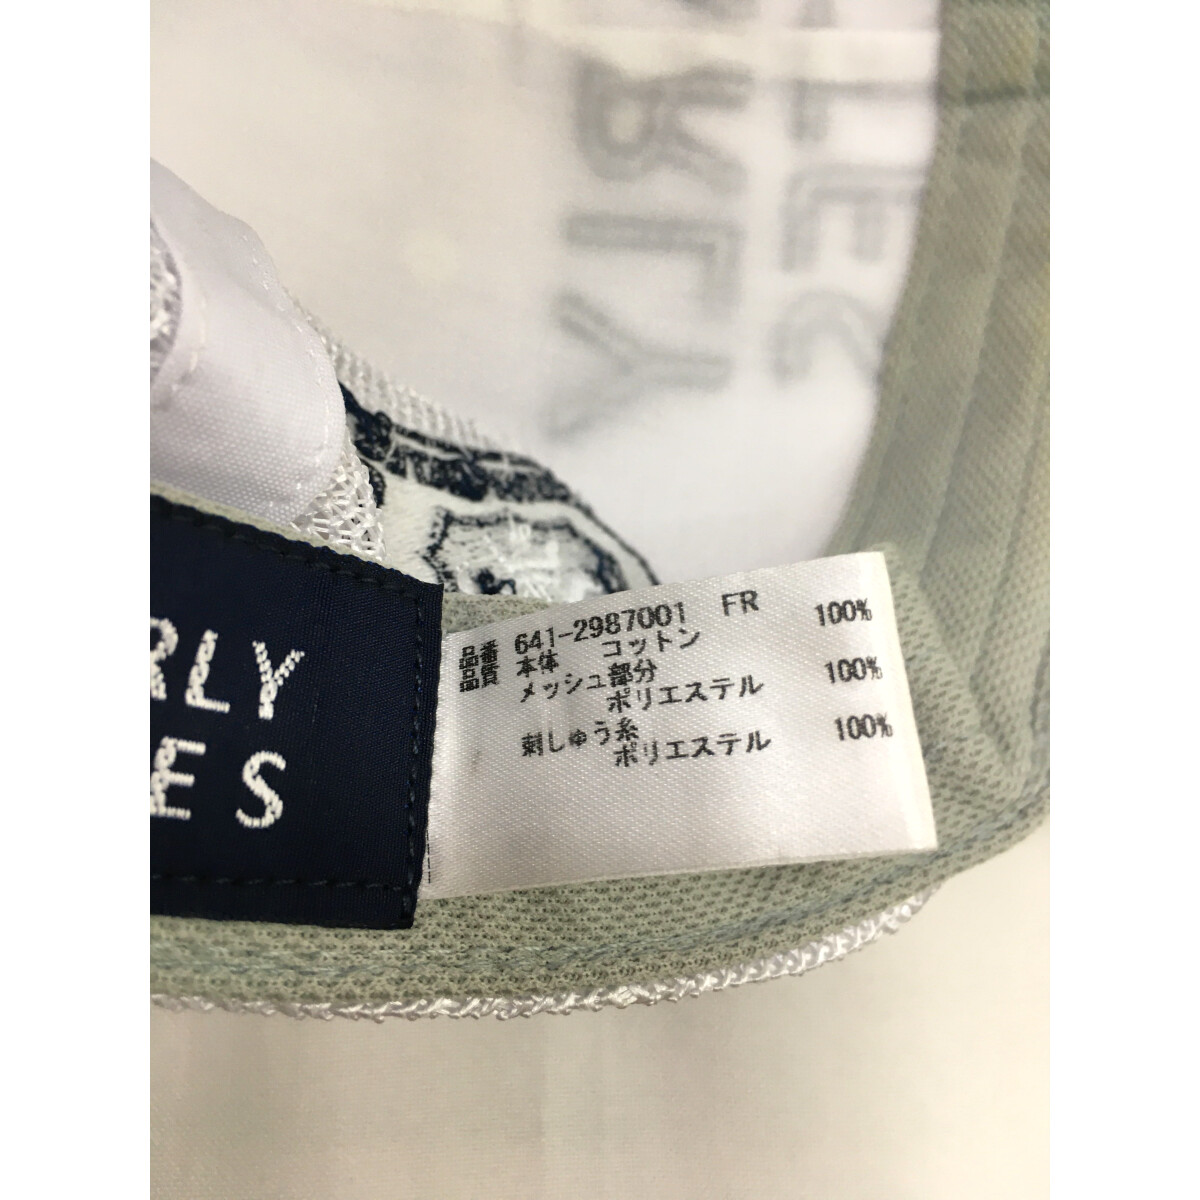 LES
RLY
ES
品番 641-2987001 FR
品質 本体 コットン 100%
メッシュ部分
ポリエステル 100%
刺しゅう糸
ポリエステル 100%